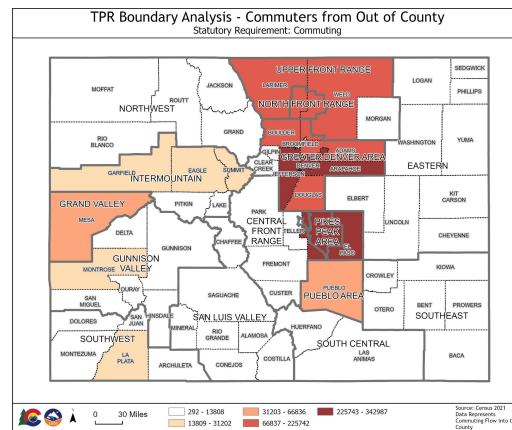 TPR Boundary Analysis - Commuters from Out of County
Statutory Requirement: Commuting
UPPER FRONT RANGE
SEDGWICK
LOGAN
LARIMER
WELD
PHILLIPS
MOFFAT
JACKSON
ROUTT
NORTHWEST
NORTH FRONT RANGE
MORGAN
GRAND
BOULDER
RIO
BLANCO
WASHINGTON
YUMA
BROOMFIELD
ADAMS
GILPIN
GREATER DENVER AREA
EASTERN
DENVER
ARAPAHOE
CLEAR
CREEK
JEFFERSON
GARFIELD
EAGLE
SUMMIT
INTERMOUNTAIN
DOUGLAS
ELBERT
KIT
CARSON
GRAND VALLEY
MESA
PITKIN
LAKE
PARK
LINCOLN
CENTRAL
FRONT
RANGE
TELLER
PIKES
PEAK
AREA
EL
PASO
CHEYENNE
DELTA
GUNNISON
CHAFFEE
GUNNISON
VALLEY
MONTROSE
FREMONT
KIOWA
CROWLEY
PUEBLO
PUEBLO AREA
OURAY
SAN
MIGUEL
SAGUACHE
CUSTER
OTERO
BENT
PROWERS
SOUTHEAST
DOLORES
SAN
JUAN
HINSDALE
SAN LUIS VALLEY
MINERAL
RIO
GRANDE
ALAMOSA
HUERFANO
SOUTH CENTRAL
SOUTHWEST
MONTEZUMA
LA
PLATA
ARCHULETA
CONEJOS
COSTILLA
LAS
ANIMAS
BACA
0 30 Miles
292 - 13808
13809 - 31202
31203 - 66836
66837 - 225742
225743 - 342987
Source: Census 2021
Data Represents
Commuting Flow into the
County